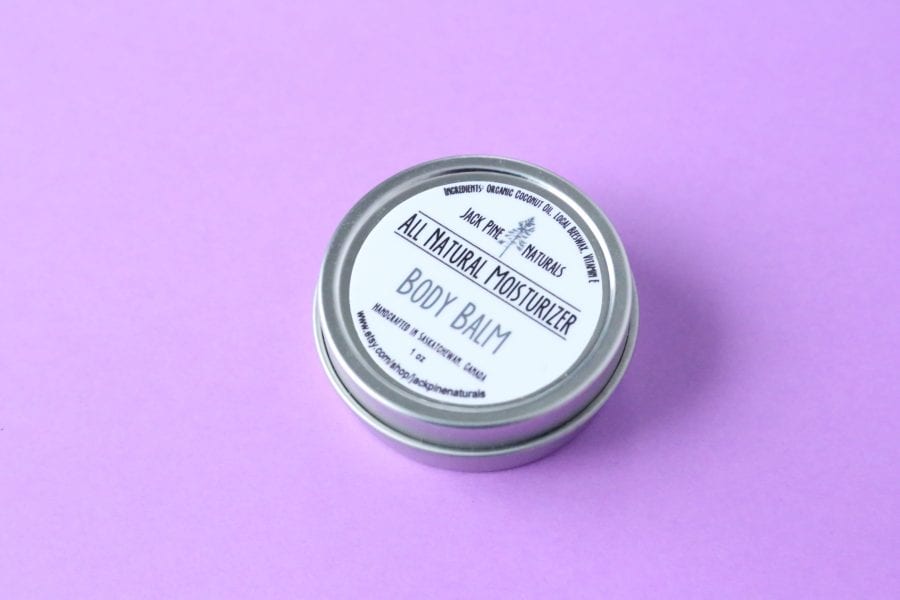 Ingredients: Organic Coconut Oil, Local Beeswax, Vitamin E
Jack Pine Naturals
All Natural Moisturizer
Body Balm
Handcrafted in Saskatchewan, Canada
1 oz
www.etsy.com/shop/jackpinenaturals